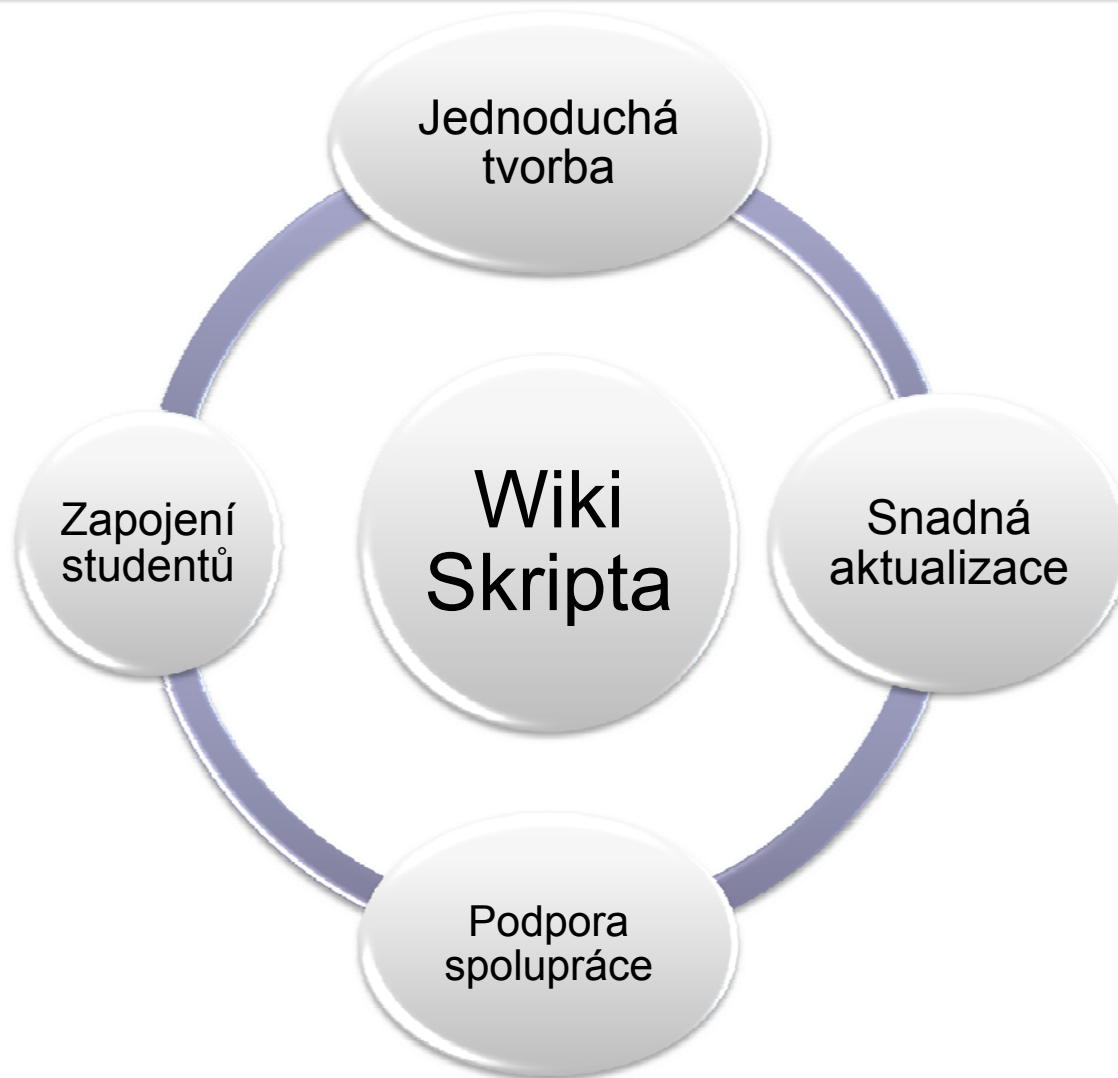 Jednoduchá
tvorba
Zapojení
studentů
Wiki
Skripta
Snadná
aktualizace
Podpora
spolupráce